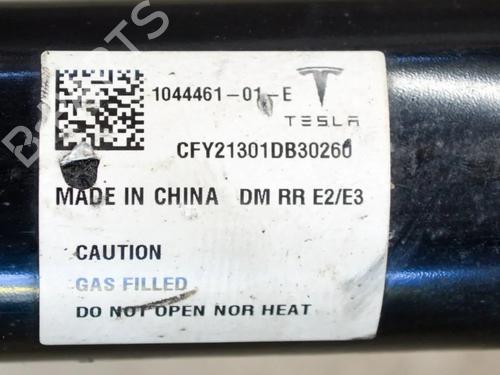 1044461-01-E
TESLA
CFY21301DB30260
MADE IN CHINA DM RR E2/E3
CAUTION
GAS FILLED
DO NOT OPEN NOR HEAT